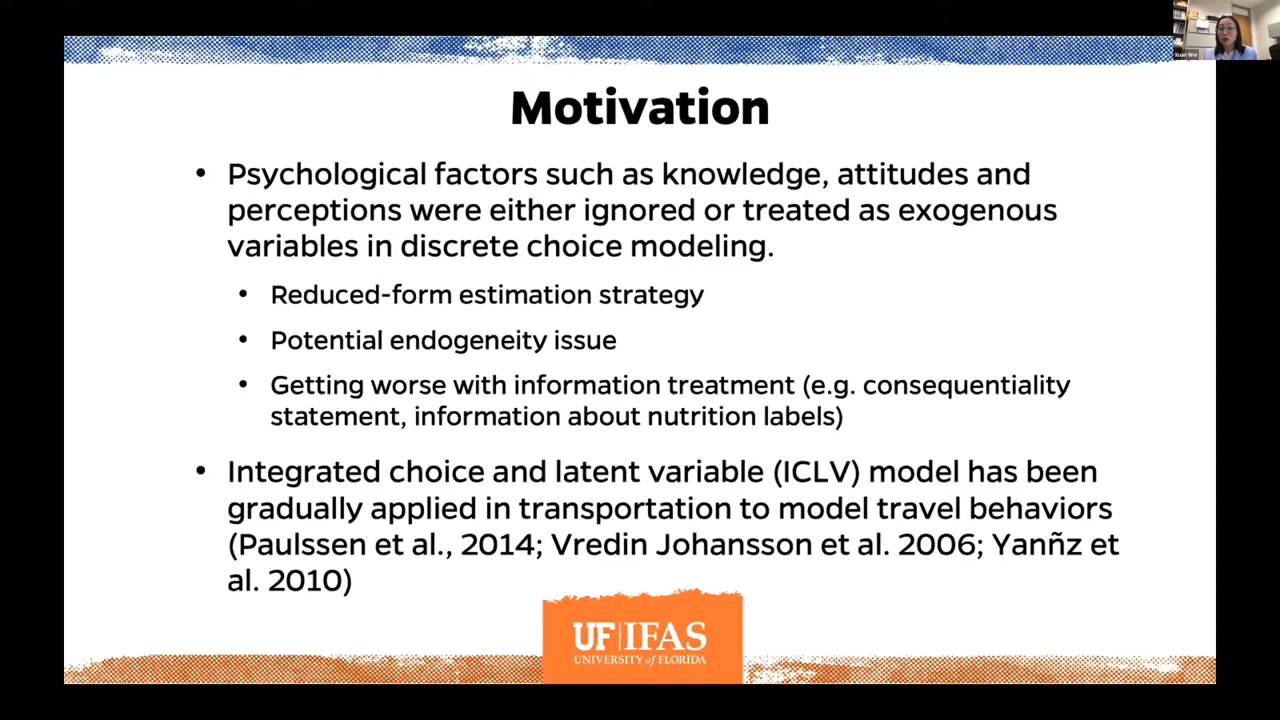 Xuan Wei
Motivation
• Psychological factors such as knowledge, attitudes and
perceptions were either ignored or treated as exogenous
variables in discrete choice modeling.
• Reduced-form estimation strategy
• Potential endogeneity issue
• Getting worse with information treatment (e.g. consequentiality
statement, information about nutrition labels)
• Integrated choice and latent variable (ICLV) model has been
gradually applied in transportation to model travel behaviors
(Paulssen et al., 2014; Vredin Johansson et al. 2006; Yanñz et
al. 2010)
UF|IFAS
UNIVERSITY of FLORIDA